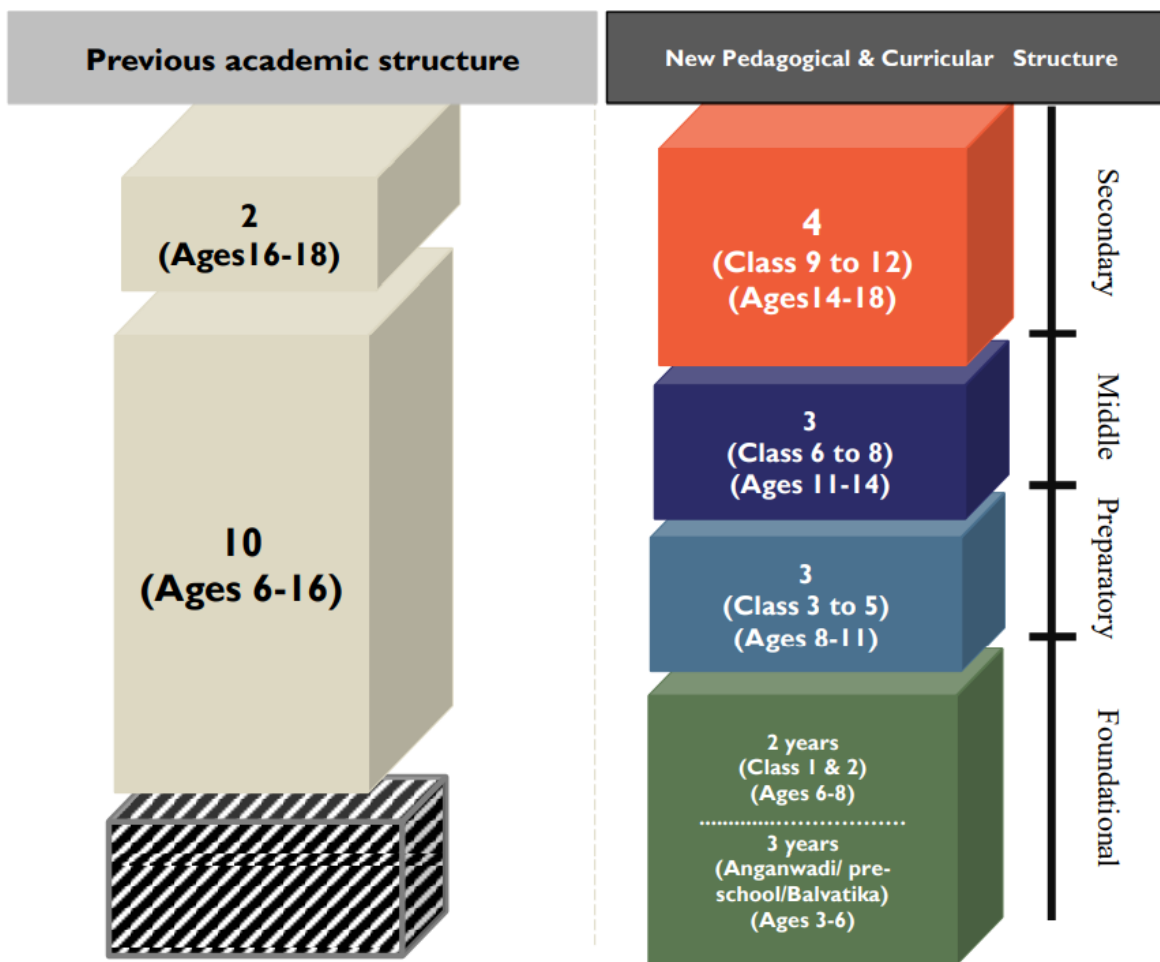 Previous academic structure
2
(Ages16-18)
10
(Ages 6-16)
New Pedagogical & Curricular Structure
4
(Class 9 to 12)
(Ages14-18)
Secondary
3
(Class 6 to 8)
(Ages 11-14)
Middle
3
(Class 3 to 5)
(Ages 8-11)
Preparatory
2 years
(Class 1 & 2)
(Ages 6-8)
................................
3 years
(Anganwadi/ pre-
school/Balvatika)
(Ages 3-6)
Foundational